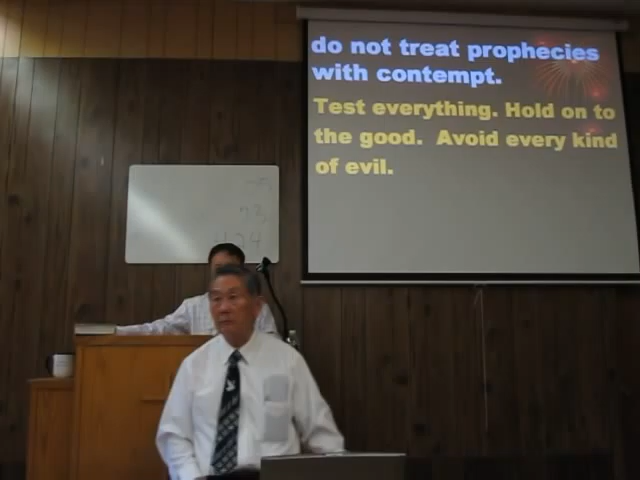 do not treat prophecies
with contempt.
Test everything. Hold on to
the good. Avoid every kind
of evil.